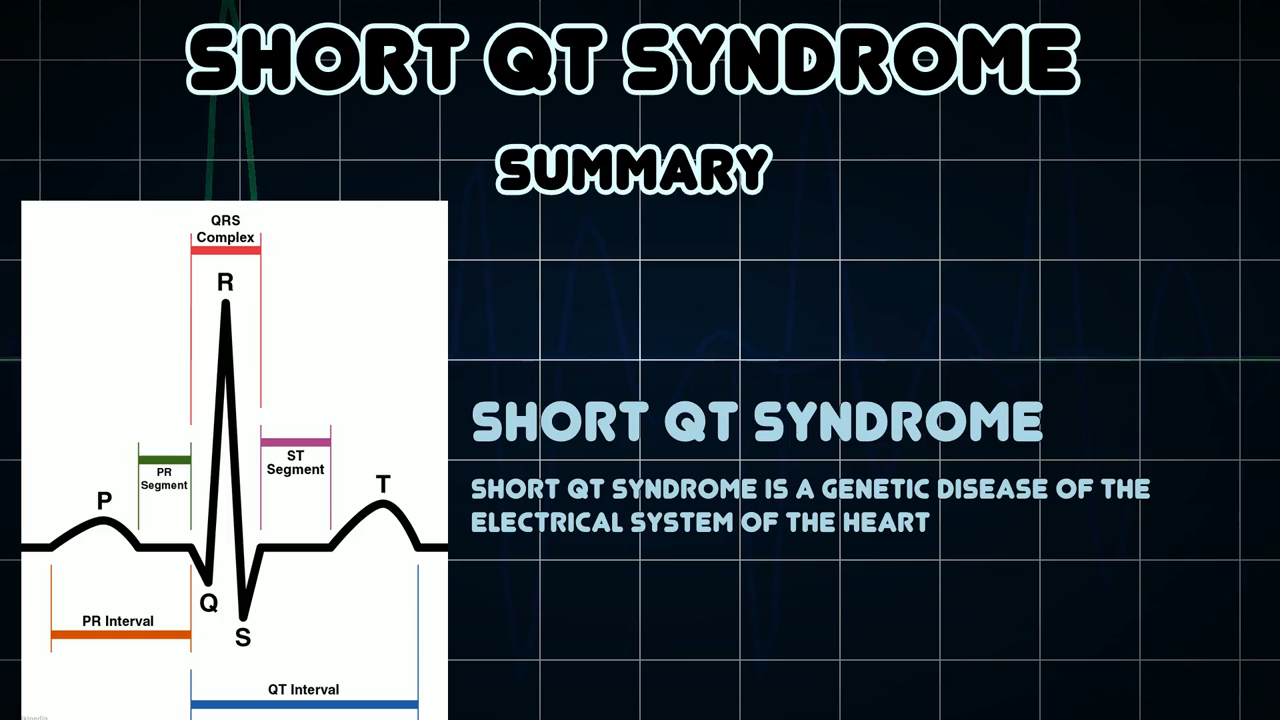 SHORT QT SYNDROME
SUMMARY
QRS
Complex
R
PR
Segment
ST
Segment
P
T
Q
S
PR Interval
QT Interval
SHORT QT SYNDROME
SHORT QT SYNDROME IS A GENETIC DISEASE OF THE
ELECTRICAL SYSTEM OF THE HEART